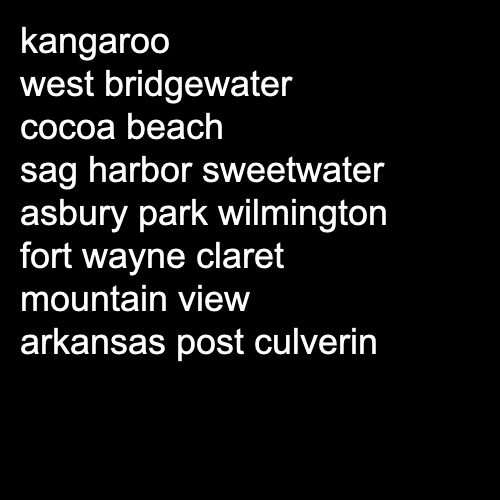 kangaroo
west bridgewater
cocoa beach
sag harbor sweetwater
asbury park wilmington
fort wayne claret
mountain view
arkansas post culverin